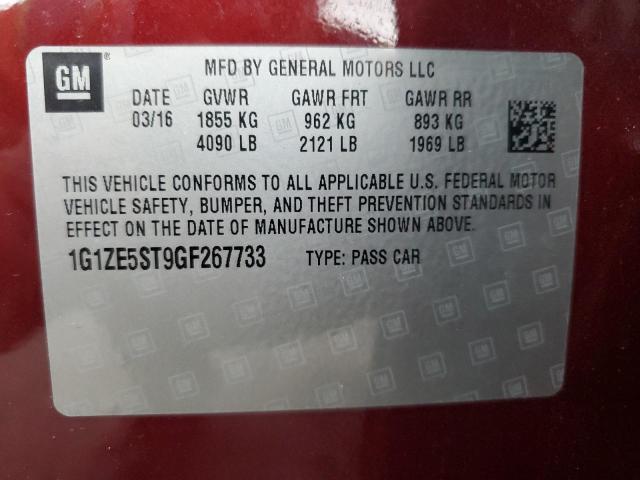 GM
MFD BY GENERAL MOTORS LLC
DATE GVWR GAWR FRT GAWR RR
03/16 1855 KG 962 KG 893 KG
4090 LB 2121 LB 1969 LB
THIS VEHICLE CONFORMS TO ALL APPLICABLE U.S. FEDERAL MOTOR
VEHICLE SAFETY, BUMPER, AND THEFT PREVENTION STANDARDS IN
EFFECT ON THE DATE OF MANUFACTURE SHOWN ABOVE.
1G1ZE5ST9GF267733 TYPE: PASS CAR